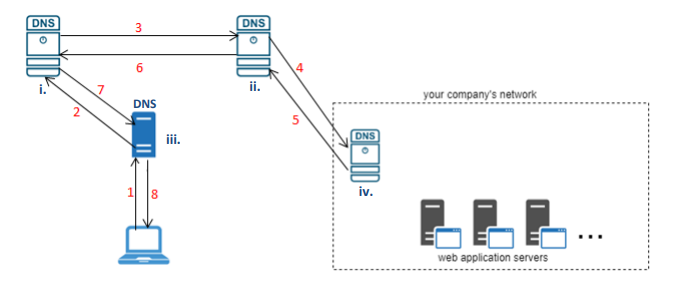 DNS
DNS
3
6
4
i.
7
ii.
your company's network
2
DNS
5
DNS
iii.
iv.
1
8
...
web application servers